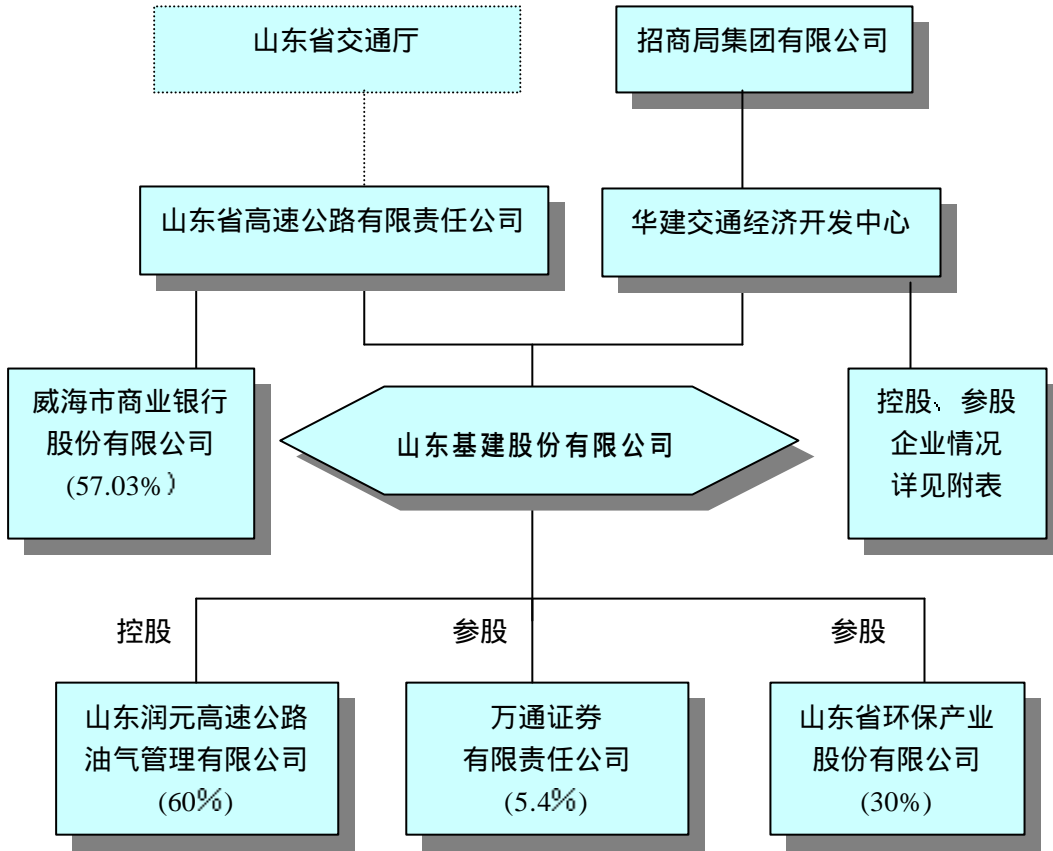 山东省交通厅
招商局集团有限公司
山东省高速公路有限责任公司
华建交通经济开发中心
威海市商业银行
股份有限公司
(57.03%)
山东基建股份有限公司
控股、参股
企业情况
详见附表
控股
参股
参股
山东润元高速公路
油气管理有限公司
(60%)
万通证券
有限责任公司
(5.4%)
山东省环保产业
股份有限公司
(30%)